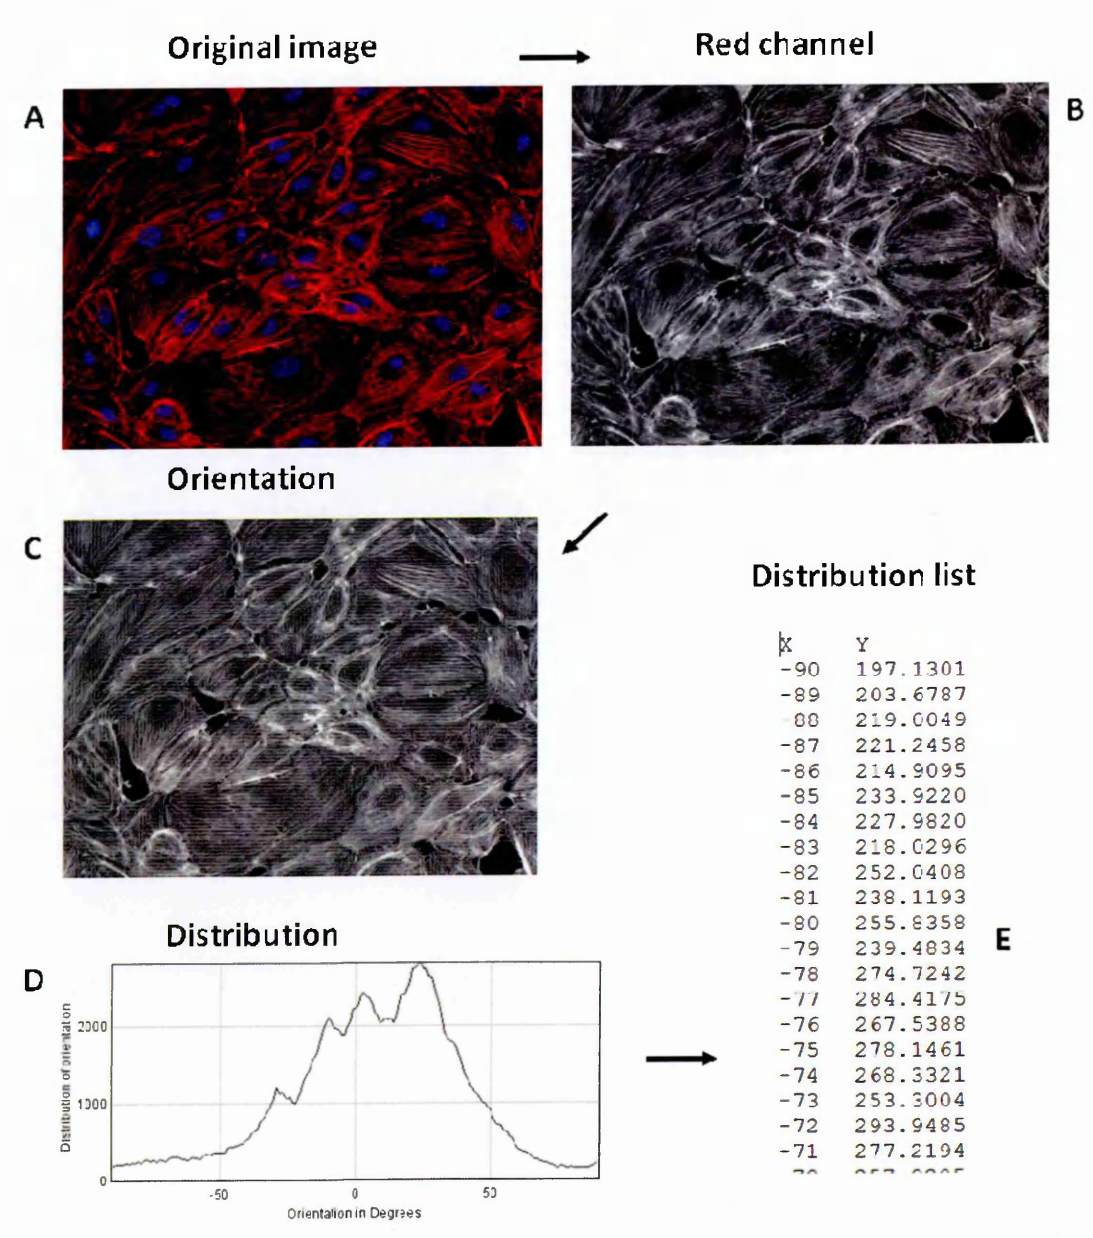 Original image
Red channel
A
B
Orientation
C
Distribution list
X Y
-90 197.1301
-89 203.6787
-88 219.0049
-87 221.2458
-86 214.9095
-85 233.9220
-84 227.9820
-83 218.0296
-82 252.0408
-81 238.1193
-80 255.8358
-79 239.4834
-78 274.7242
-77 284.4175
-76 267.5388
-75 278.1461
-74 268.3321
-73 253.3004
-72 293.9485
-71 277.2194
E
Distribution
D
Distribution of orientation
2000
1000
0
-50 0 50
Orientation in Degrees